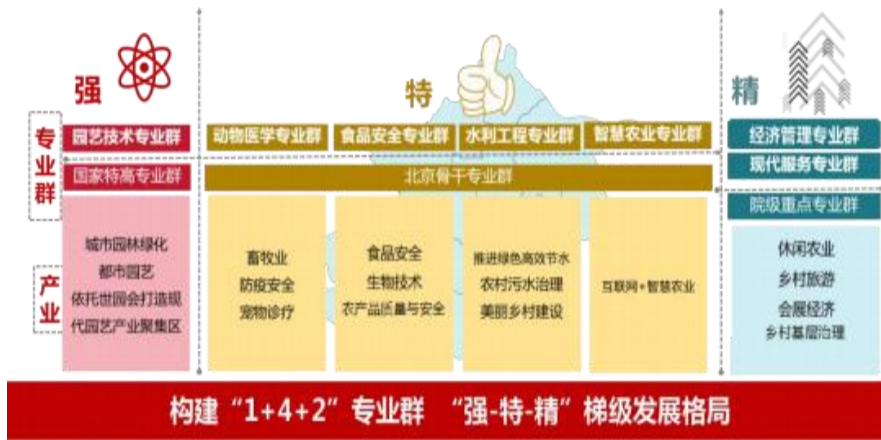 强
特
精
专业群
园艺技术专业群
动物医学专业群
食品安全专业群
水利工程专业群
智慧农业专业群
经济管理专业群
现代服务专业群
国家特高专业群
北京骨干专业群
院级重点专业群
产业
城市园林绿化
都市园艺
依托世园会打造现
代园艺产业聚集区
畜牧业
防疫安全
宠物诊疗
食品安全
生物技术
农产品质量与安全
推进绿色高效节水
农村污水治理
美丽乡村建设
互联网+智慧农业
休闲农业
乡村旅游
会展经济
乡村基层治理
构建“1+4+2”专业群 “强-特-精”梯级发展格局